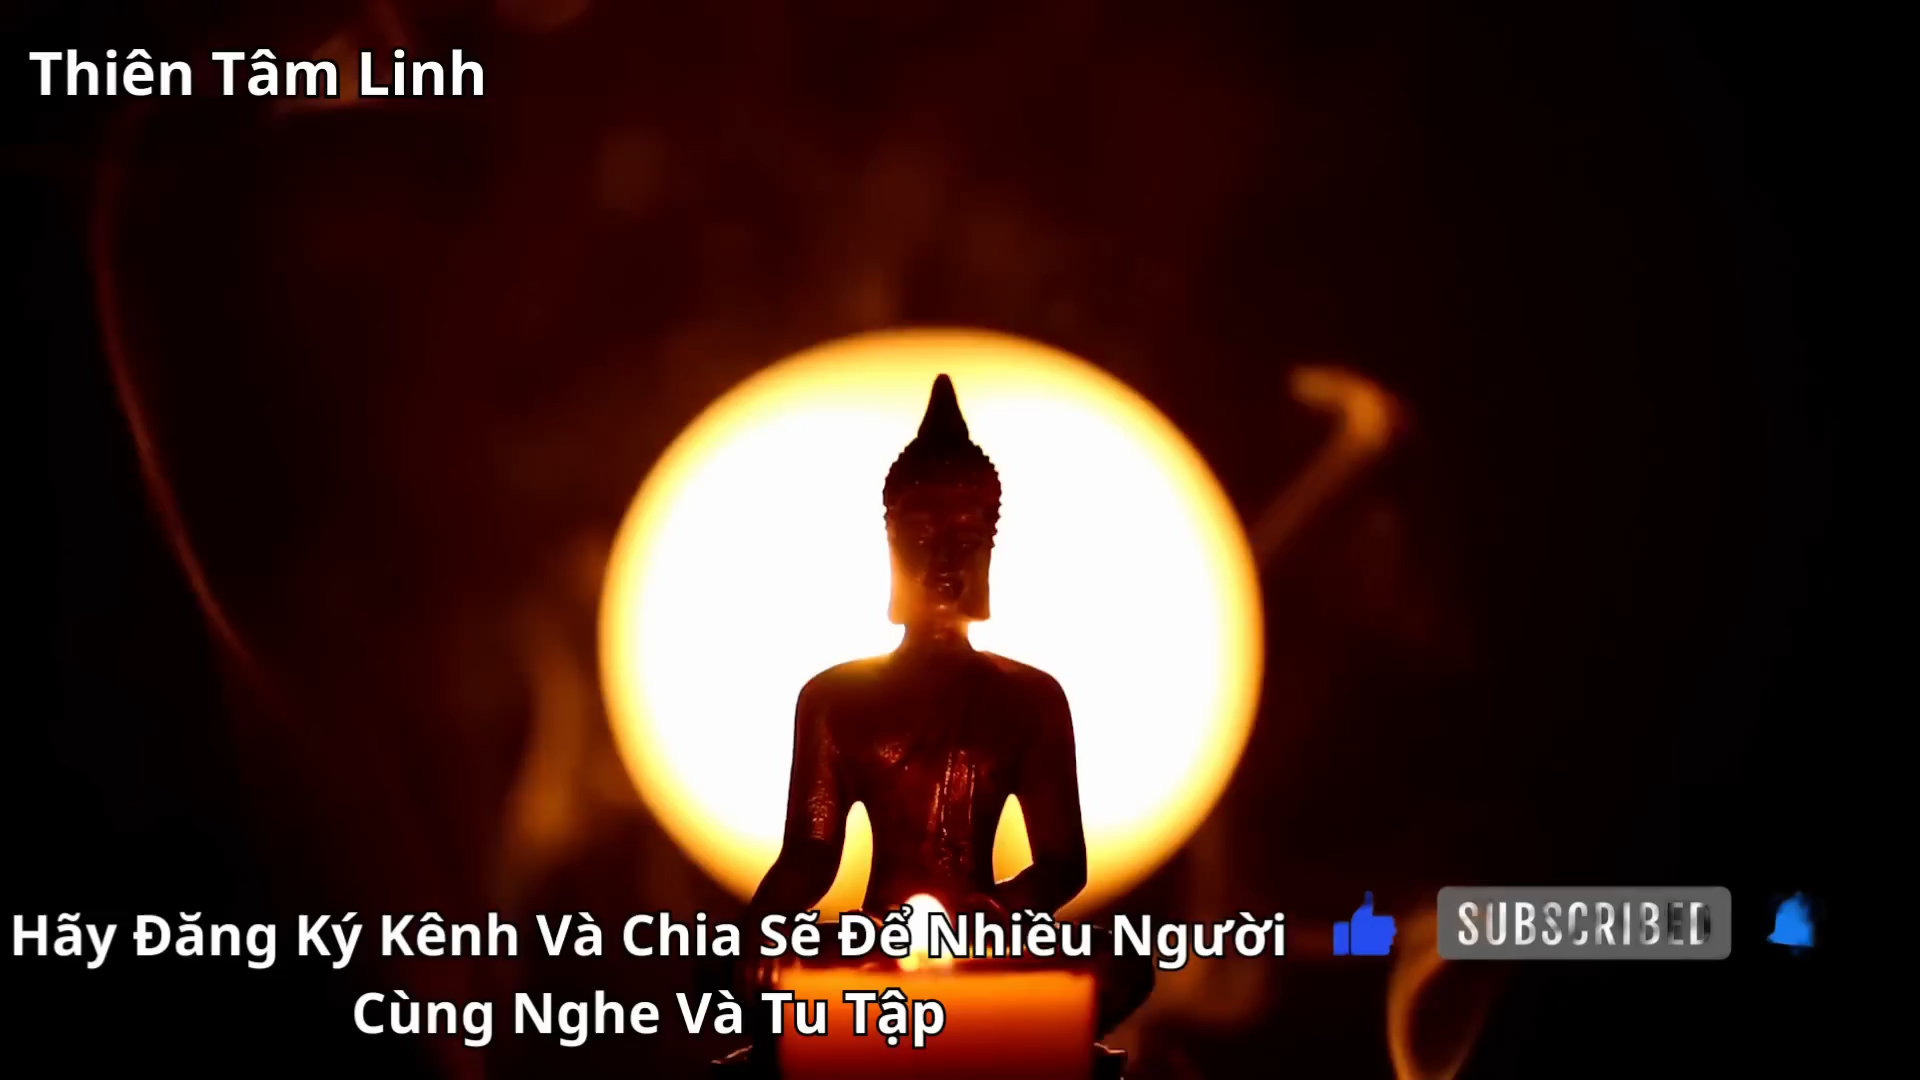 Thiên Tâm Linh
Hãy Đăng Ký Kênh Và Chia Sẽ Để Nhiều Người
Cùng Nghe Và Tu Tập
SUBSCRIBED